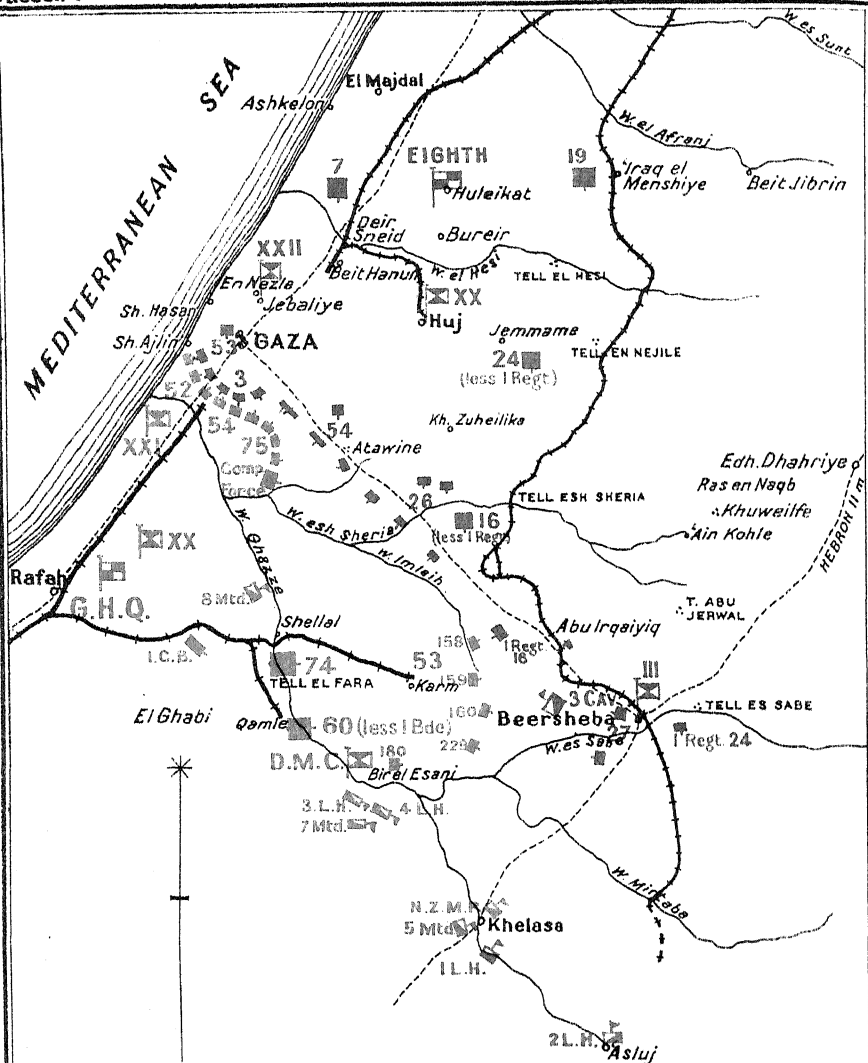 W. es Sunt
SEA
El Majdal
Ashkelon
W. el Afranj
MEDITERRANEAN
7
EIGHTH
19
Iraq el
Menshiye
Beit Jibrin
Huleikat
Deir
Sneid
Bureir
XXII
Beit Hanun
W. el Hesi
TELL EL HESI
En Nezle
Jebaliye
XX
Huj
Sh. Hasan
Sh. Ajlin
53
GAZA
Jemmame
TELL EN NEJILE
24
(less 1 Regt)
52
3
54
XXI
75
54
Kh. Zuheilika
Atawine
Comp.
Force
Edh. Dhahriye
Ras en Naqb
26
TELL ESH SHERIA
Khuweilfe
W. esh Sheria
16
(less 1 Regt)
Ain Kohle
W. Ghazze
XX
W. Imleih
HEBRON 11 m.
Rafah
G.H.Q.
8 Mtd.
T. ABU
JERWAL
Shellal
Abu Irqaiyiq
I.C.B.
158
1 Regt.
16
74
53
TELL EL FARA
Karm
159
III
3 CAV.
160
Beersheba
TELL ES SABE
El Ghabi
Qamle
60 (less 1 Bde)
27
229
W. es Saba
1 Regt. 24
D.M.C.
180
Bir el Esani
3. L.H.
4 L.H.
7 Mtd.
W. Mirtaba
N.Z.M.R.
5 Mtd.
Khelasa
1 L.H.
2 L.H.
Asluj